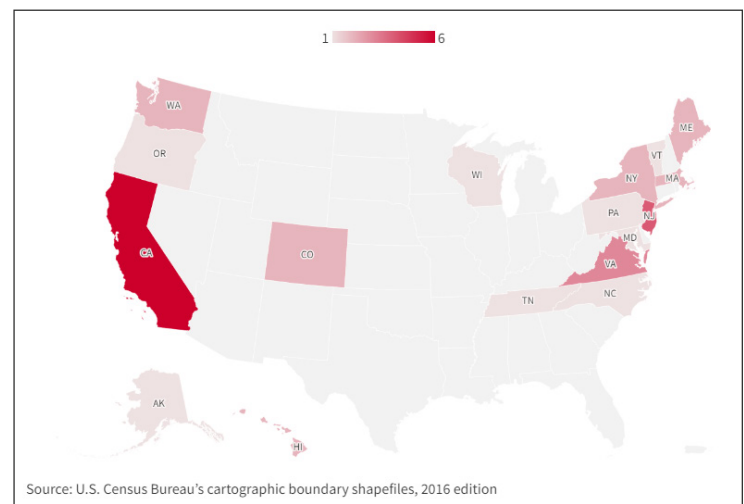 1 6
WA
ME
OR
VT
WI
NY
MA
PA
NJ
MD
CA
CO
VA
TN
NC
AK
HI
Source: U.S. Census Bureau's cartographic boundary shapefiles, 2016 edition